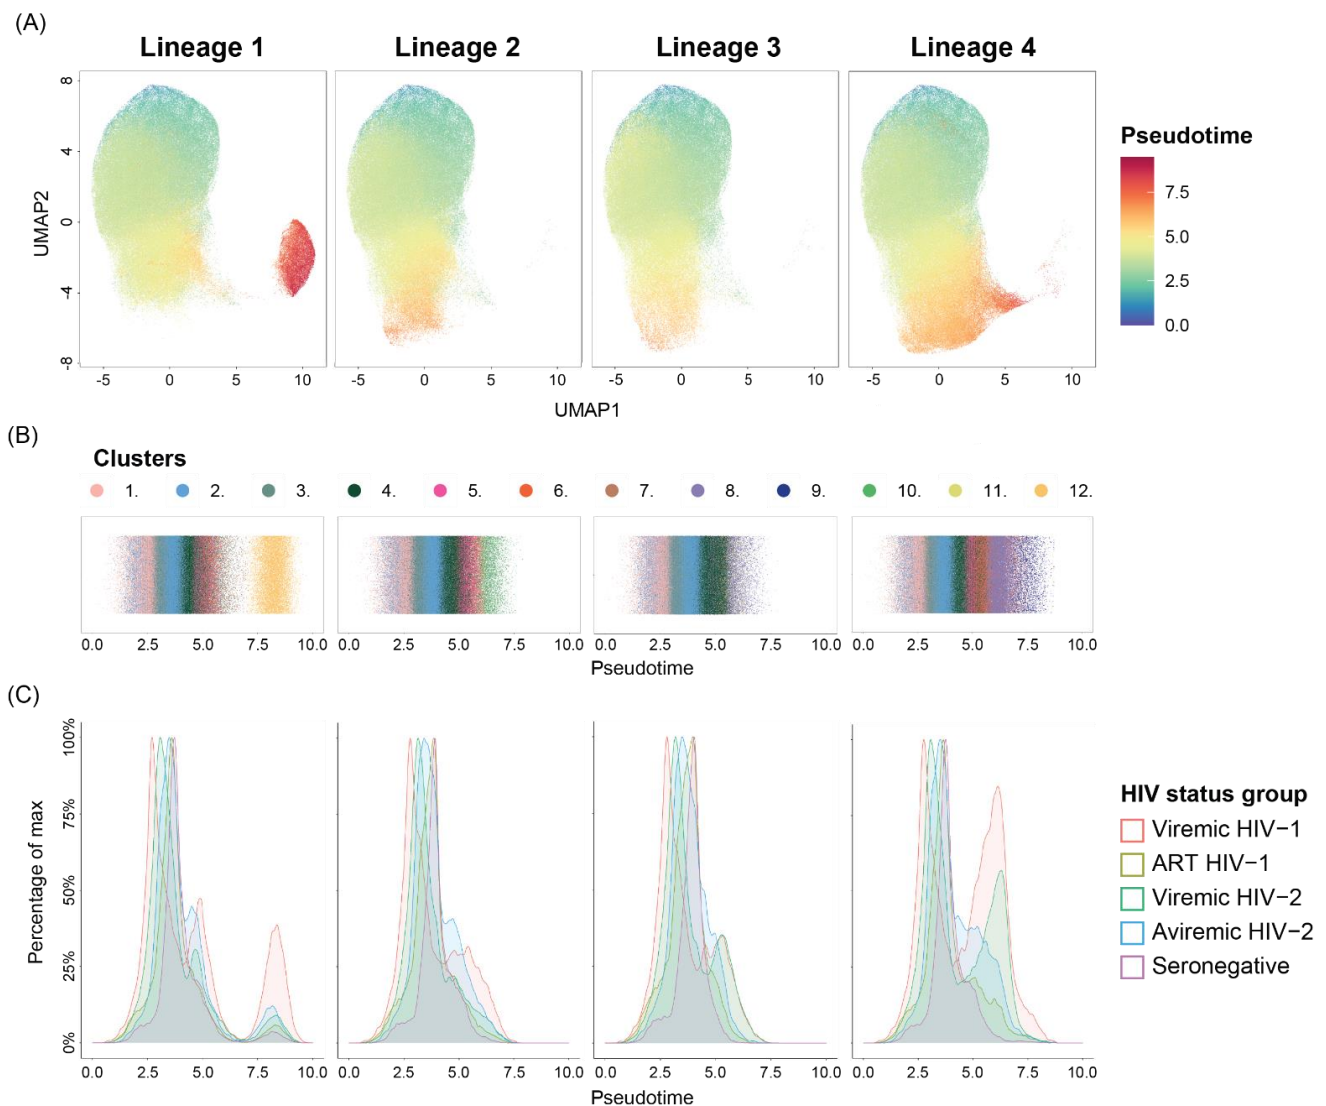 (A)
Lineage 1 Lineage 2 Lineage 3 Lineage 4
8
4
0
-4
-8
UMAP2
-5 0 5 10 -5 0 5 10 -5 0 5 10 -5 0 5 10
UMAP1
Pseudotime
7.5
5.0
2.5
0.0
(B)
Clusters
1. 2. 3. 4. 5. 6. 7. 8. 9. 10. 11. 12.
0.0 2.5 5.0 7.5 10.0 0.0 2.5 5.0 7.5 10.0 0.0 2.5 5.0 7.5 10.0 0.0 2.5 5.0 7.5 10.0
Pseudotime
(C)
100%
75%
50%
25%
0%
Percentage of max
0.0 2.5 5.0 7.5 10.0 0.0 2.5 5.0 7.5 10.0 0.0 2.5 5.0 7.5 10.0 0.0 2.5 5.0 7.5 10.0
Pseudotime
HIV status group
Viremic HIV−1
ART HIV−1
Viremic HIV−2
Aviremic HIV−2
Seronegative